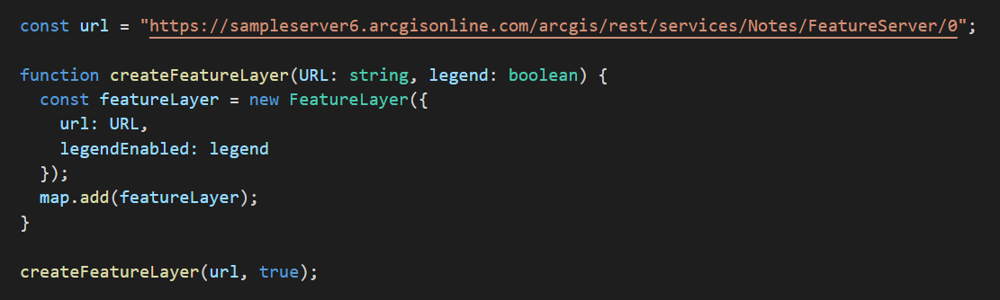 const url = "https://sampleserver6.arcgisonline.com/arcgis/rest/services/Notes/FeatureServer/0";
function createFeatureLayer(URL: string, legend: boolean) {
  const featureLayer = new FeatureLayer({
    url: URL,
    legendEnabled: legend
  });
  map.add(featureLayer);
}
createFeatureLayer(url, true);